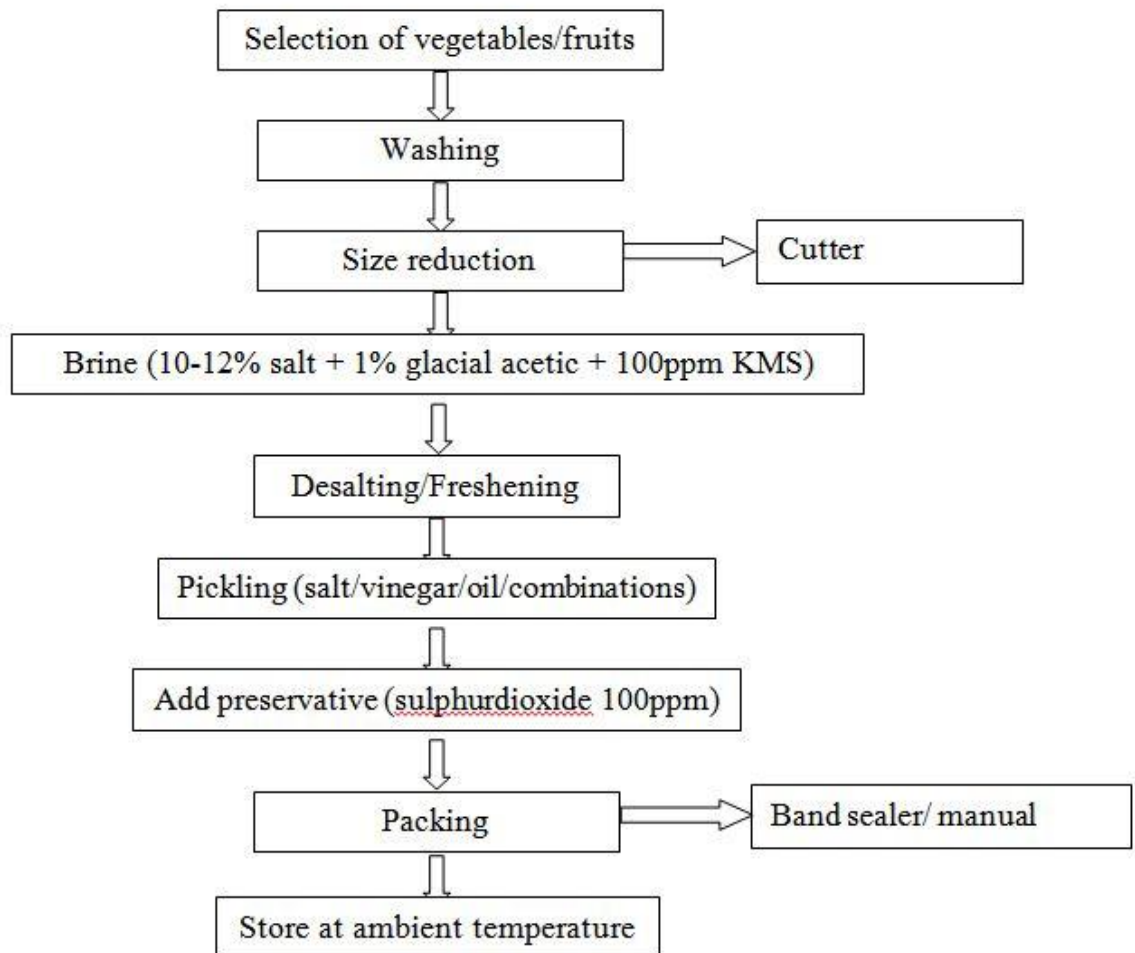 Selection of vegetables/fruits
Washing
Size reduction
Cutter
Brine (10-12% salt + 1% glacial acetic + 100ppm KMS)
Desalting/Freshening
Pickling (salt/vinegar/oil/combinations)
Add preservative (sulphurdioxide 100ppm)
Packing
Band sealer/ manual
Store at ambient temperature